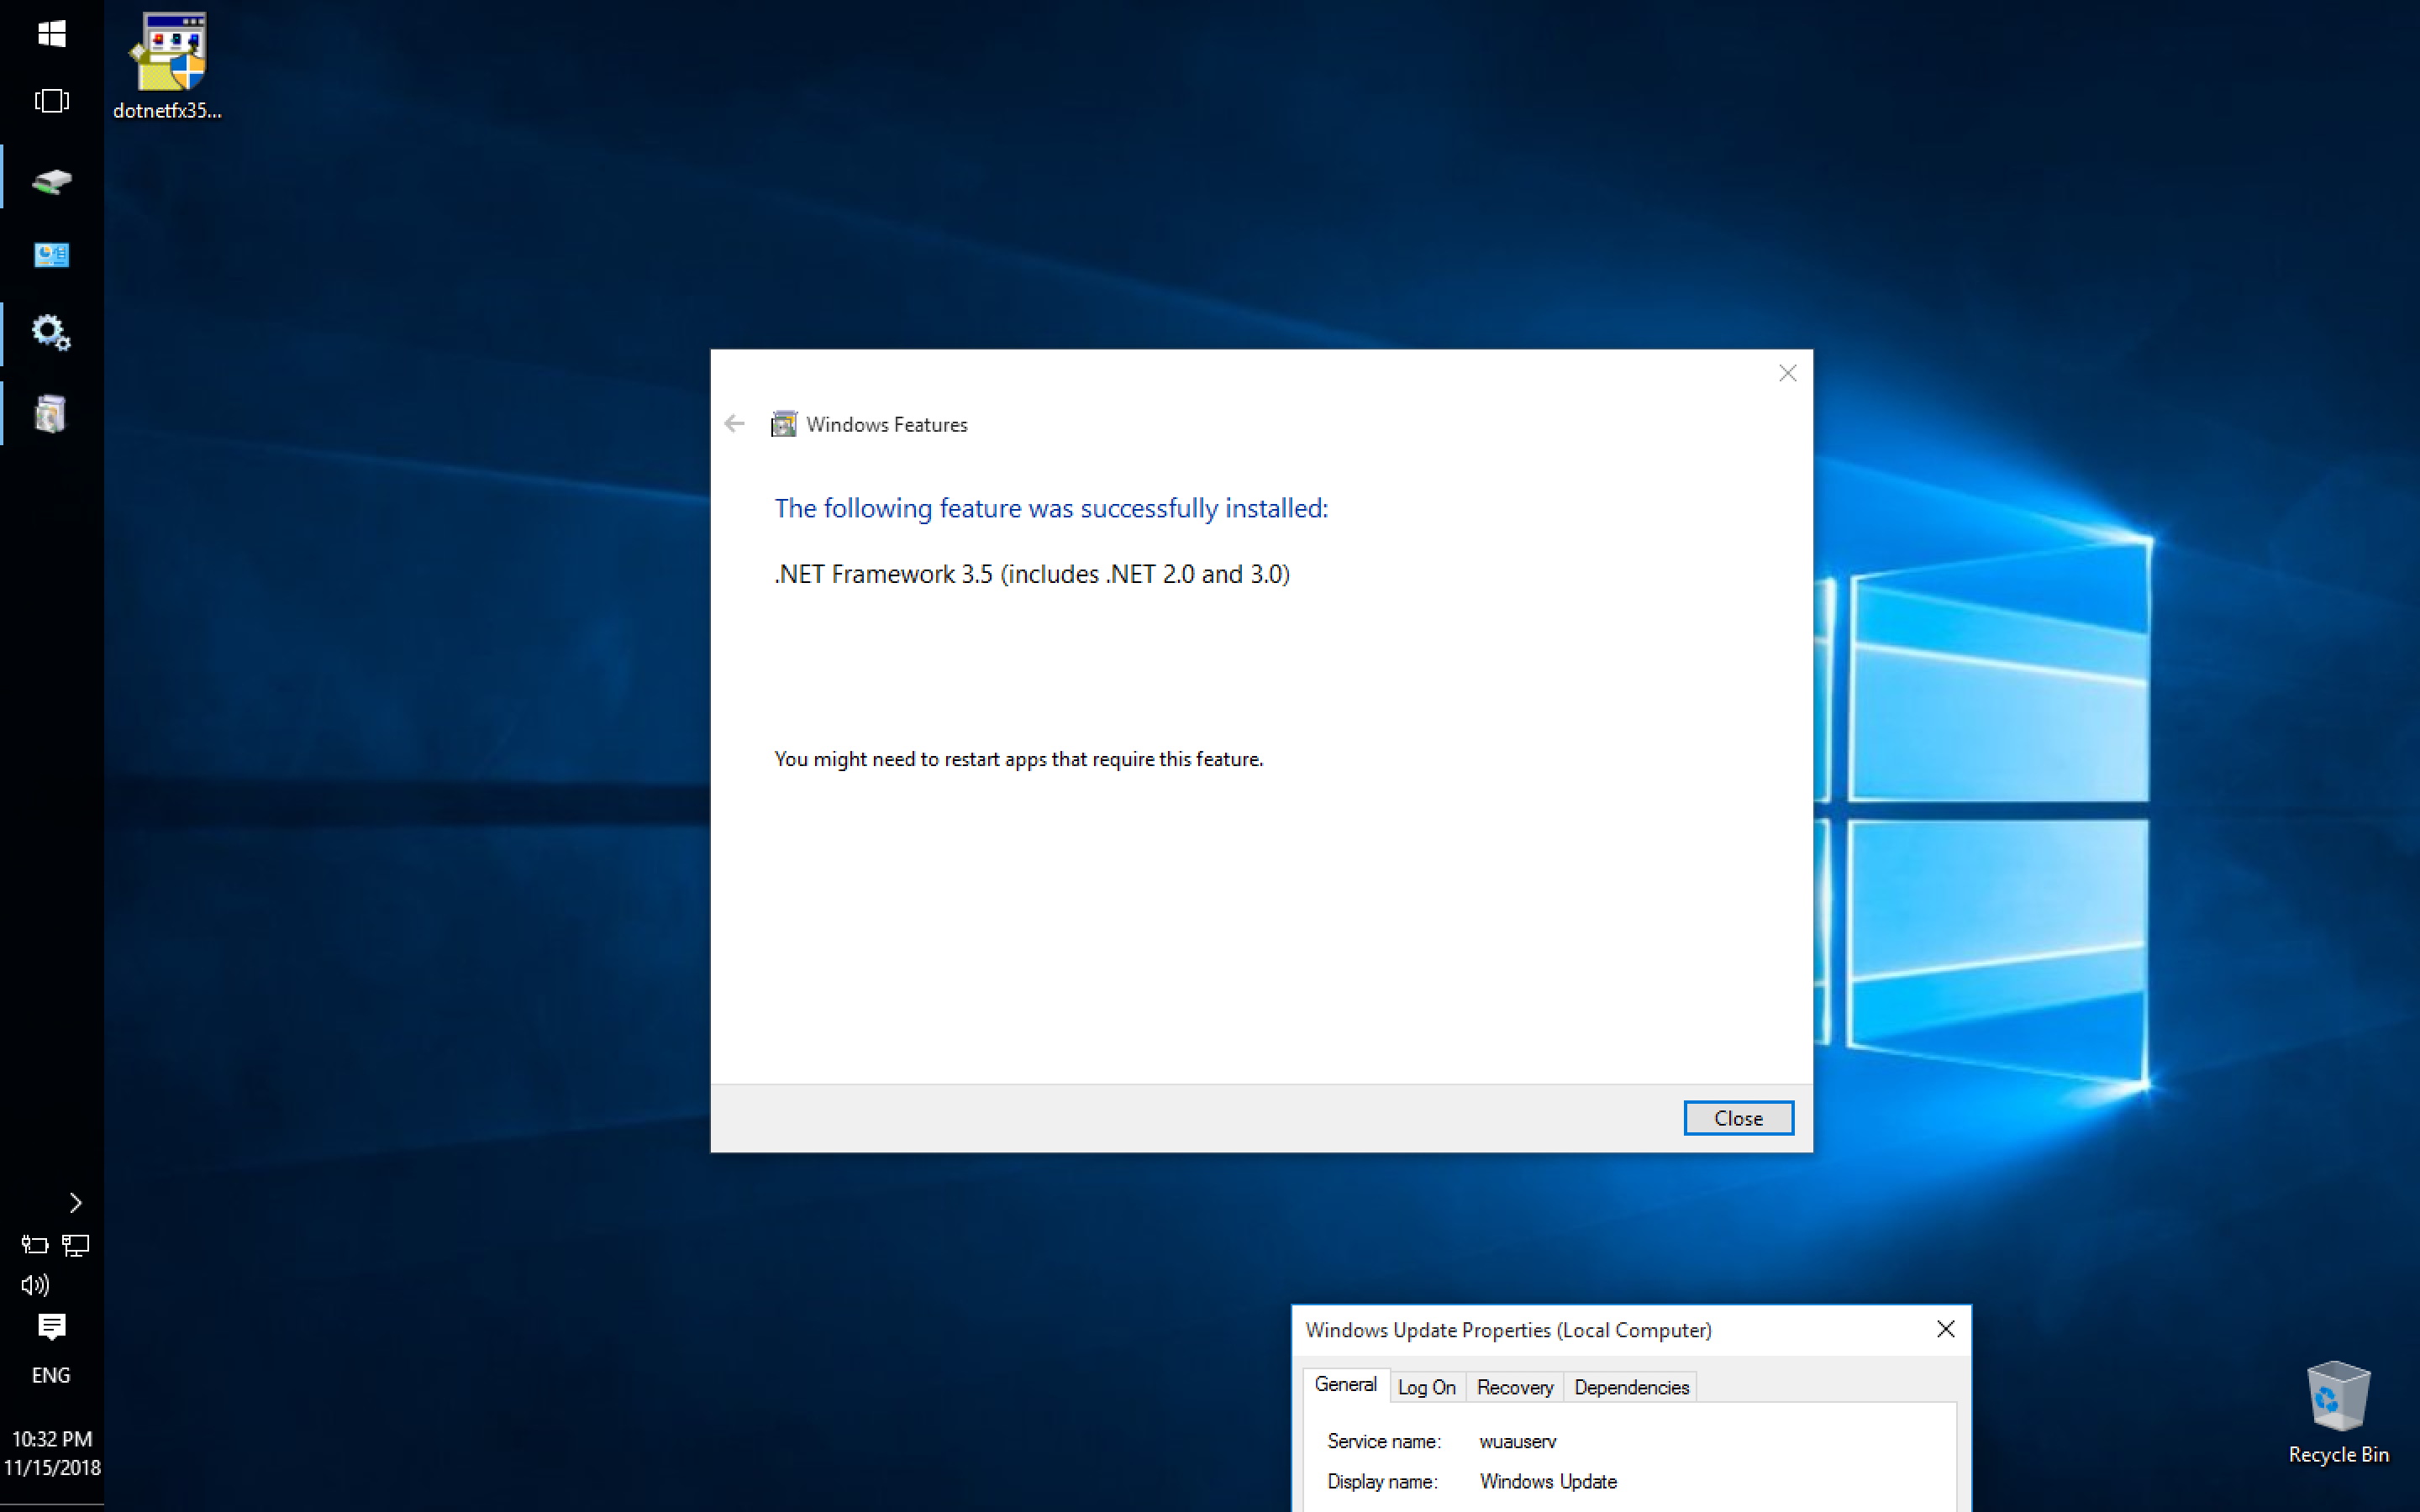 dotnetfx35...
Windows Features
The following feature was successfully installed:
.NET Framework 3.5 (includes .NET 2.0 and 3.0)
You might need to restart apps that require this feature.
Close
Windows Update Properties (Local Computer)
General Log On Recovery Dependencies
Service name: wuauserv
Display name: Windows Update
ENG
10:32 PM
11/15/2018
Recycle Bin